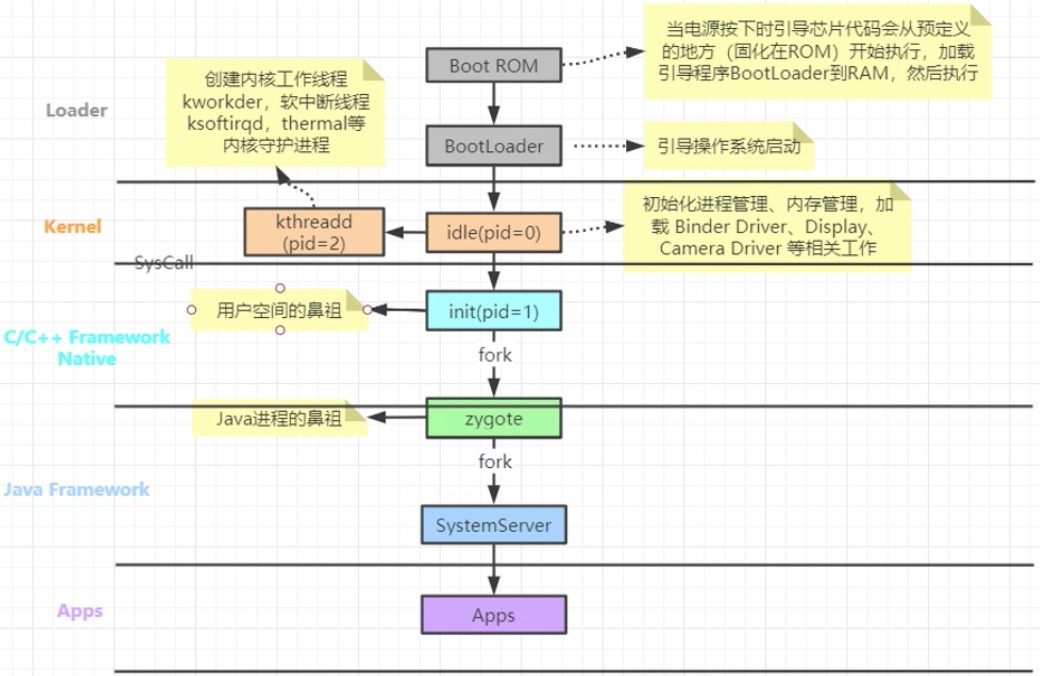 当电源按下时引导芯片代码会从预定义
的地方（固化在ROM）开始执行，加载
引导程序BootLoader到RAM，然后执行
Boot ROM
创建内核工作线程
kworkder，软中断线程
ksoftirqd，thermal等
内核守护进程
Loader
BootLoader
引导操作系统启动
初始化进程管理、内存管理，加
载 Binder Driver、Display、
Camera Driver 等相关工作
Kernel
kthreadd
(pid=2)
idle(pid=0)
SysCall
用户空间的鼻祖
init(pid=1)
C/C++ Framework
Native
fork
Java进程的鼻祖
zygote
fork
Java Framework
SystemServer
Apps
Apps